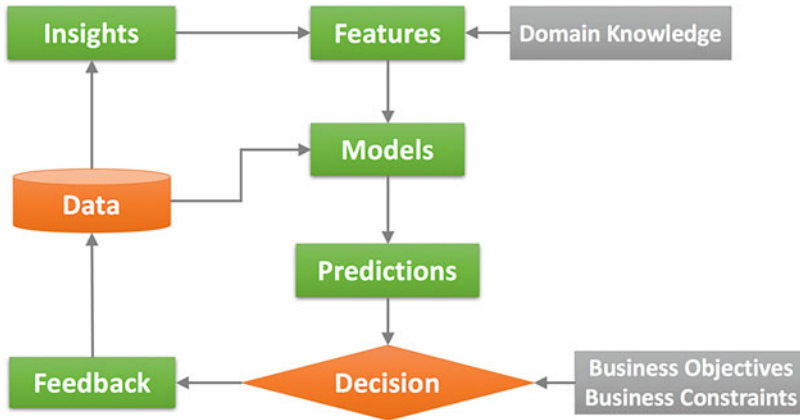 Insights
Features
Domain Knowledge
Models
Data
Predictions
Feedback
Decision
Business Objectives
Business Constraints